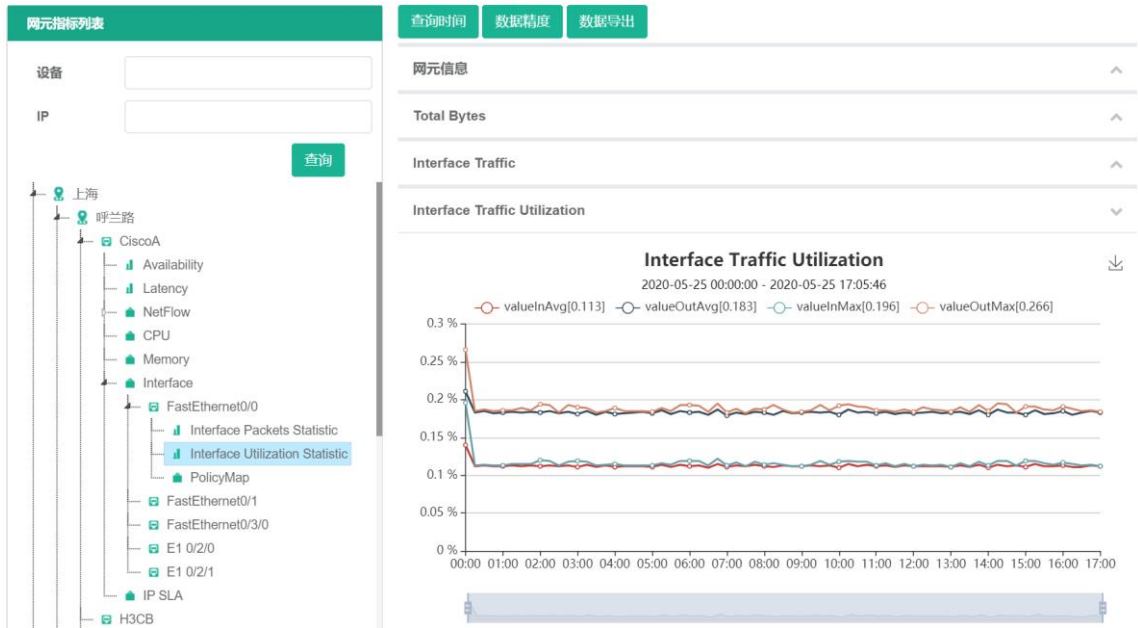 网元指标列表
设备
IP
查询
上海
呼兰路
CiscoA
Availability
Latency
NetFlow
CPU
Memory
Interface
FastEthernet0/0
Interface Packets Statistic
Interface Utilization Statistic
PolicyMap
FastEthernet0/1
FastEthernet0/3/0
E1 0/2/0
E1 0/2/1
IP SLA
H3CB
查询时间 数据精度 数据导出
网元信息
Total Bytes
Interface Traffic
Interface Traffic Utilization
Interface Traffic Utilization
2020-05-25 00:00:00 - 2020-05-25 17:05:46
valueInAvg[0.113] valueOutAvg[0.183] valueInMax[0.196] valueOutMax[0.266]
0.3 %
0.25 %
0.2 %
0.15 %
0.1 %
0.05 %
0 %
00:00 01:00 02:00 03:00 04:00 05:00 06:00 07:00 08:00 09:00 10:00 11:00 12:00 13:00 14:00 15:00 16:00 17:00